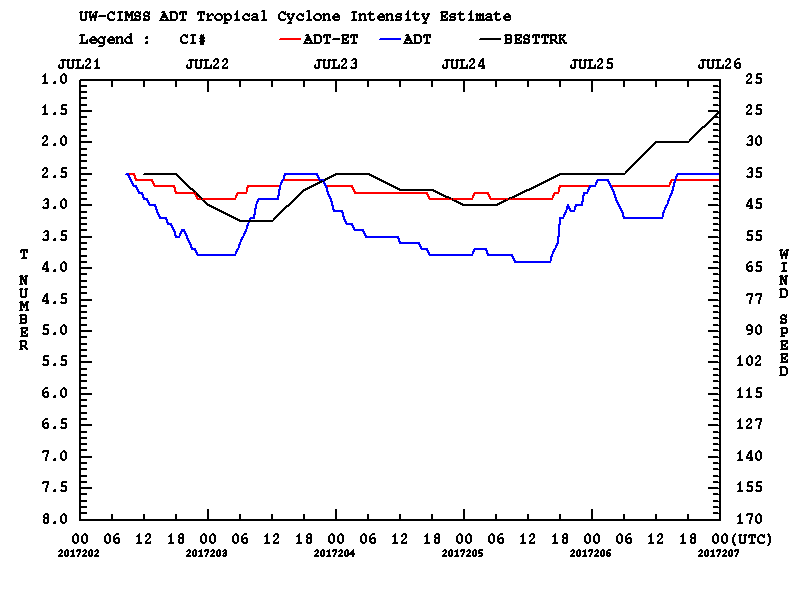 UW-CIMSS ADT Tropical Cyclone Intensity Estimate
Legend : CI# ADT-ET ADT BESTTRK
JUL21 JUL22 JUL23 JUL24 JUL25 JUL26
1.0 25
1.5 25
2.0 30
2.5 35
3.0 45
3.5 55
4.0 65
4.5 77
5.0 90
5.5 102
6.0 115
6.5 127
7.0 140
7.5 155
8.0 170
T NUMBER
WIND SPEED
00 06 12 18 00 06 12 18 00 06 12 18 00 06 12 18 00 06 12 18 00 (UTC)
2017202 2017203 2017204 2017205 2017206 2017207